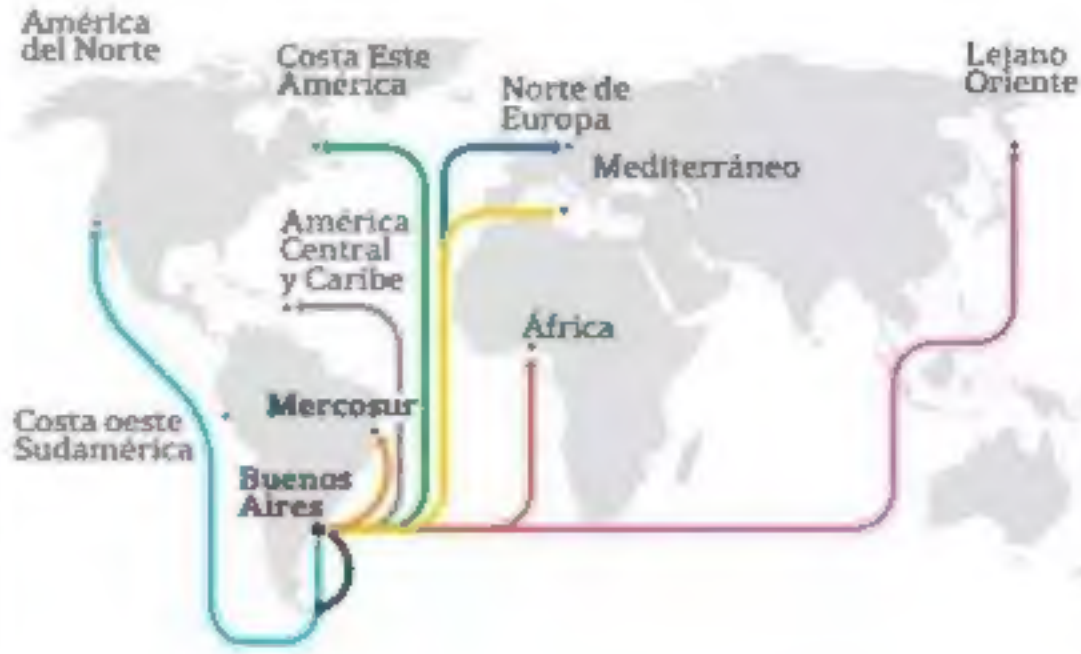 América
del Norte
Costa Este
América
Lejano
Oriente
Norte de
Europa
Mediterráneo
América
Central
y Caribe
África
Mercosur
Costa oeste
Sudamérica
Buenos
Aires